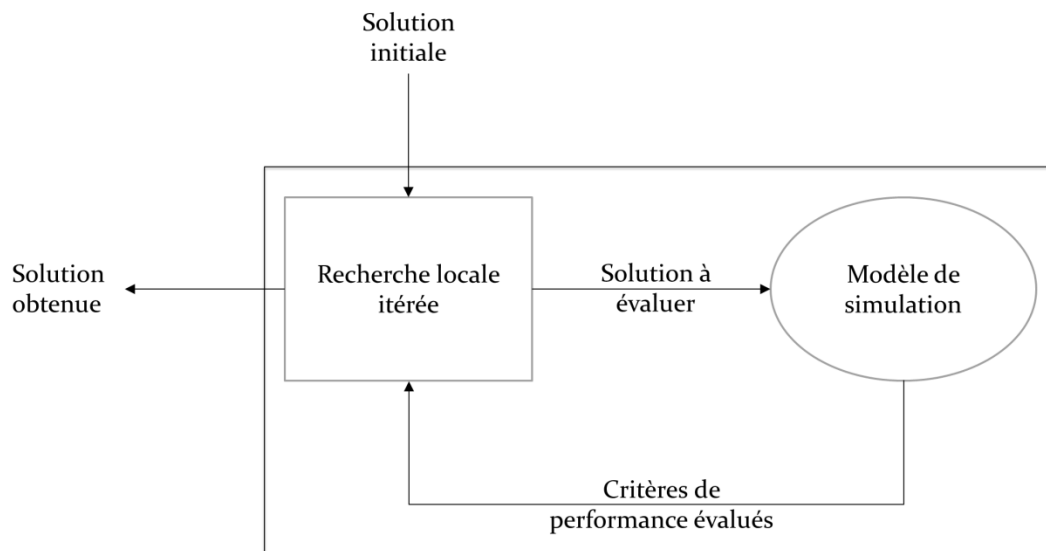 Solution
initiale
Solution
obtenue
Recherche locale
itérée
Solution à
évaluer
Modèle de
simulation
Critères de
performance évalués